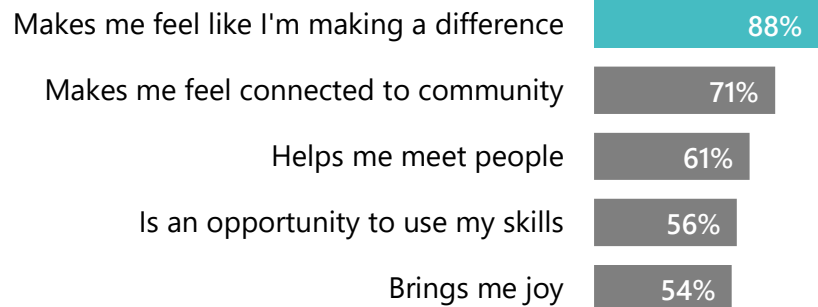 Makes me feel like I'm making a difference 88%
Makes me feel connected to community 71%
Helps me meet people 61%
Is an opportunity to use my skills 56%
Brings me joy 54%